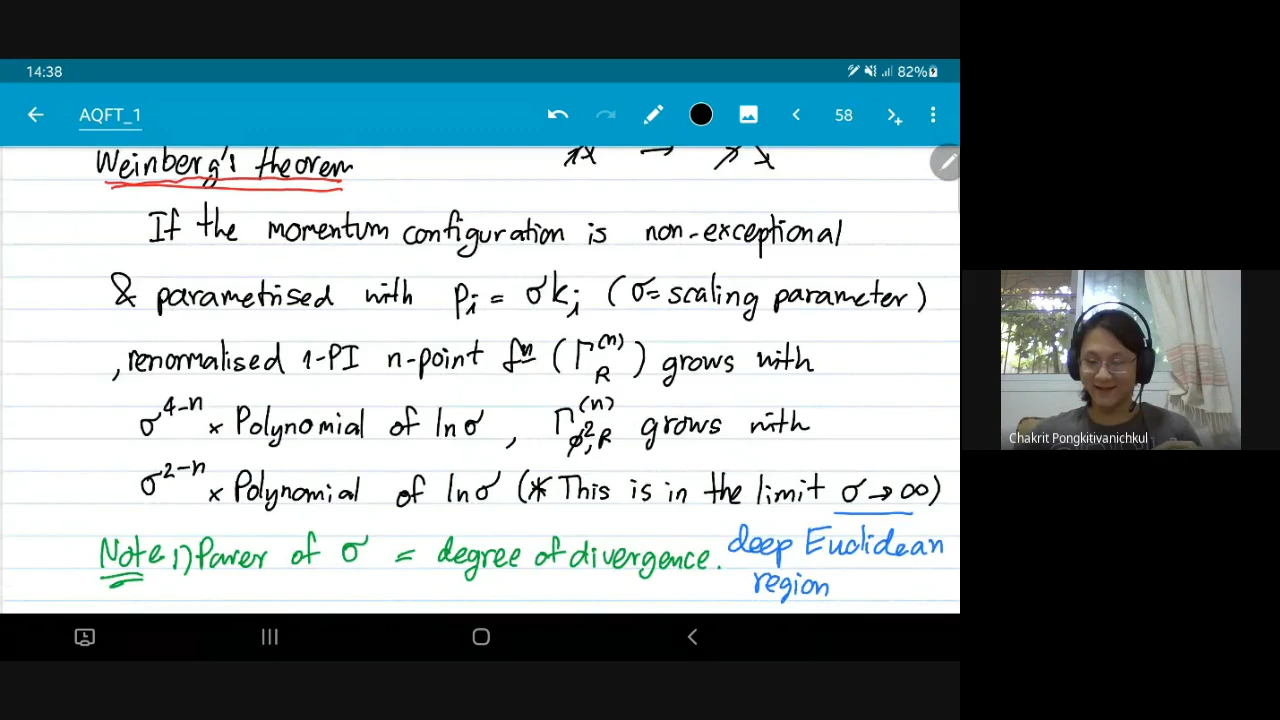 14:38
82%
AQFT_1
58
Weinberg's theorem
If the momentum configuration is non-exceptional
& parametrised with pᵢ = σkᵢ (σ = scaling parameter)
, renormalised 1-PI n-point fⁿ (Γ_R^(n)) grows with
σ^(4-n) × Polynomial of lnσ, Γ_(φ²,R)^(n) grows with
σ^(2-n) × Polynomial of lnσ (* This is in the limit σ → ∞)
Note 1) Power of σ = degree of divergence. deep Euclidean
region
Chakrit Pongkitivanichkul